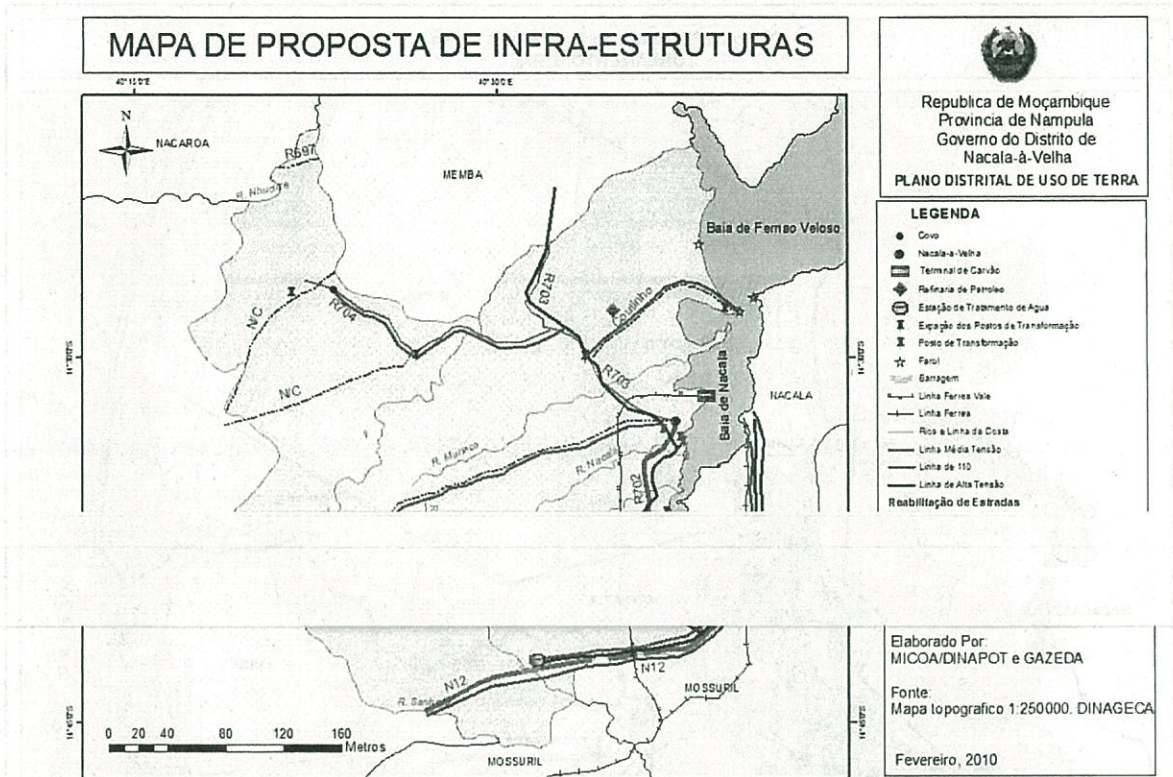 MAPA DE PROPOSTA DE INFRA-ESTRUTURAS
40°15'0"E
40°30'0"E
N
NACAROA
R697
MEMBA
Baia de Fernao Veloso
R703
R704
N/C
Coutinho
N/C
R703
NACALA
Baia de Nacala
R. Nacala
R702
Republica de Moçambique
Provincia de Nampula
Governo do Distrito de
Nacala-à-Velha
PLANO DISTRITAL DE USO DE TERRA
LEGENDA
Covo
Nacala-a-Velha
Terminal de Carvão
Refinaria de Petroleo
Estação de Tratamento de Agua
Expação dos Postos de Transformação
Posto de Transformação
Farol
Barragem
Linha Ferrea Vale
Linha Ferrea
Rios e Linha da Costa
Linha Média Tensão
Linha de 110
Linha de Alta Tensão
Reabilitação de Estradas
N12
N12
MOSSURIL
MOSSURIL
0 20 40 80 120 160
Metros
Elaborado Por:
MICOA/DINAPOT e GAZEDA
Fonte:
Mapa topografico 1:250000. DINAGECA
Fevereiro, 2010